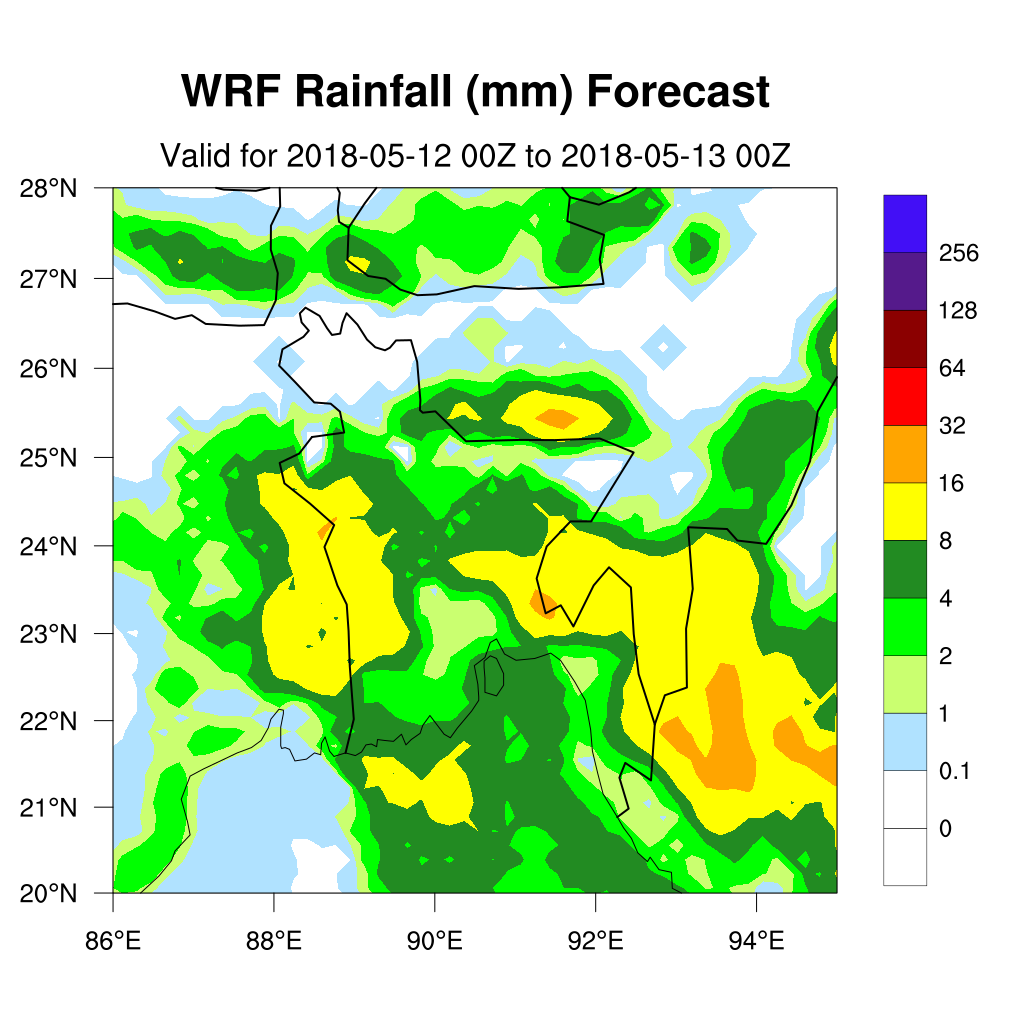 WRF Rainfall (mm) Forecast
Valid for 2018-05-12 00Z to 2018-05-13 00Z
28°N
27°N
26°N
25°N
24°N
23°N
22°N
21°N
20°N
86°E 88°E 90°E 92°E 94°E
256
128
64
32
16
8
4
2
1
0.1
0